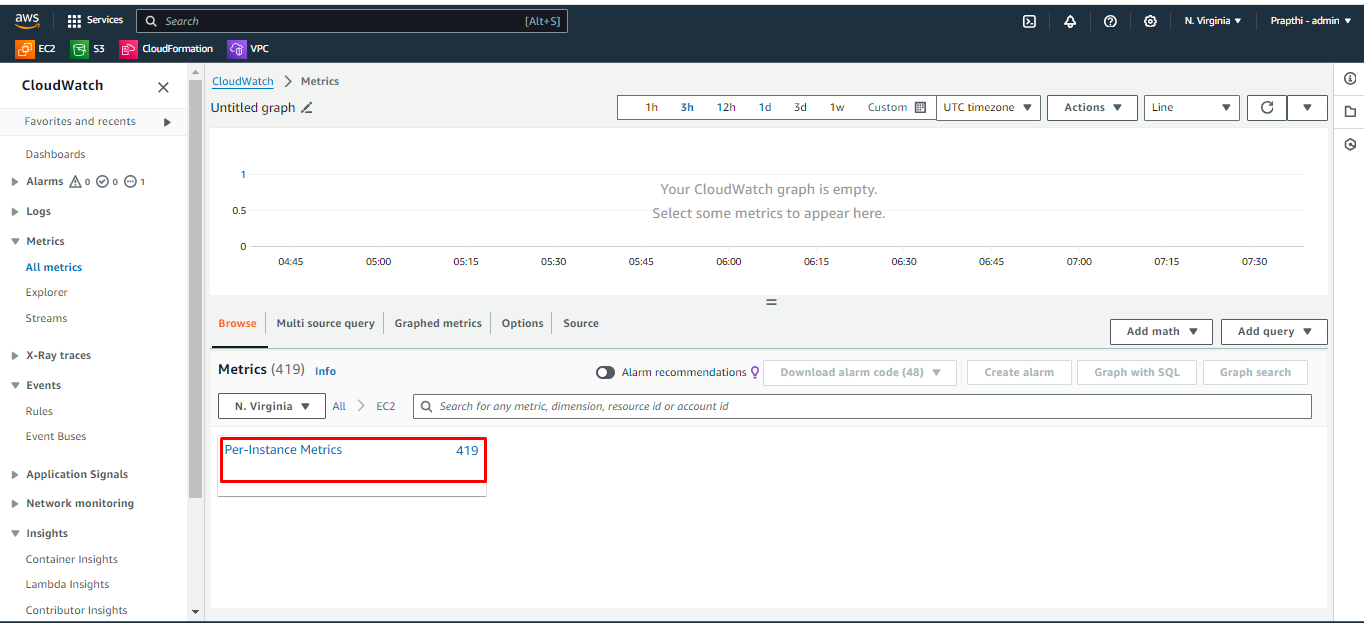 aws Services Search [Alt+S] N. Virginia Prapthi - admin
EC2 S3 CloudFormation VPC
CloudWatch
Favorites and recents
Dashboards
Alarms 0 0 1
Logs
Metrics
All metrics
Explorer
Streams
X-Ray traces
Events
Rules
Event Buses
Application Signals
Network monitoring
Insights
Container Insights
Lambda Insights
Contributor Insights
CloudWatch Metrics
Untitled graph
1h 3h 12h 1d 3d 1w Custom UTC timezone Actions Line
1
0.5
0
Your CloudWatch graph is empty.
Select some metrics to appear here.
04:45 05:00 05:15 05:30 05:45 06:00 06:15 06:30 06:45 07:00 07:15 07:30
Browse Multi source query Graphed metrics Options Source
Add math Add query
Metrics (419) Info
Alarm recommendations Download alarm code (48) Create alarm Graph with SQL Graph search
N. Virginia All EC2 Search for any metric, dimension, resource id or account id
Per-Instance Metrics 419